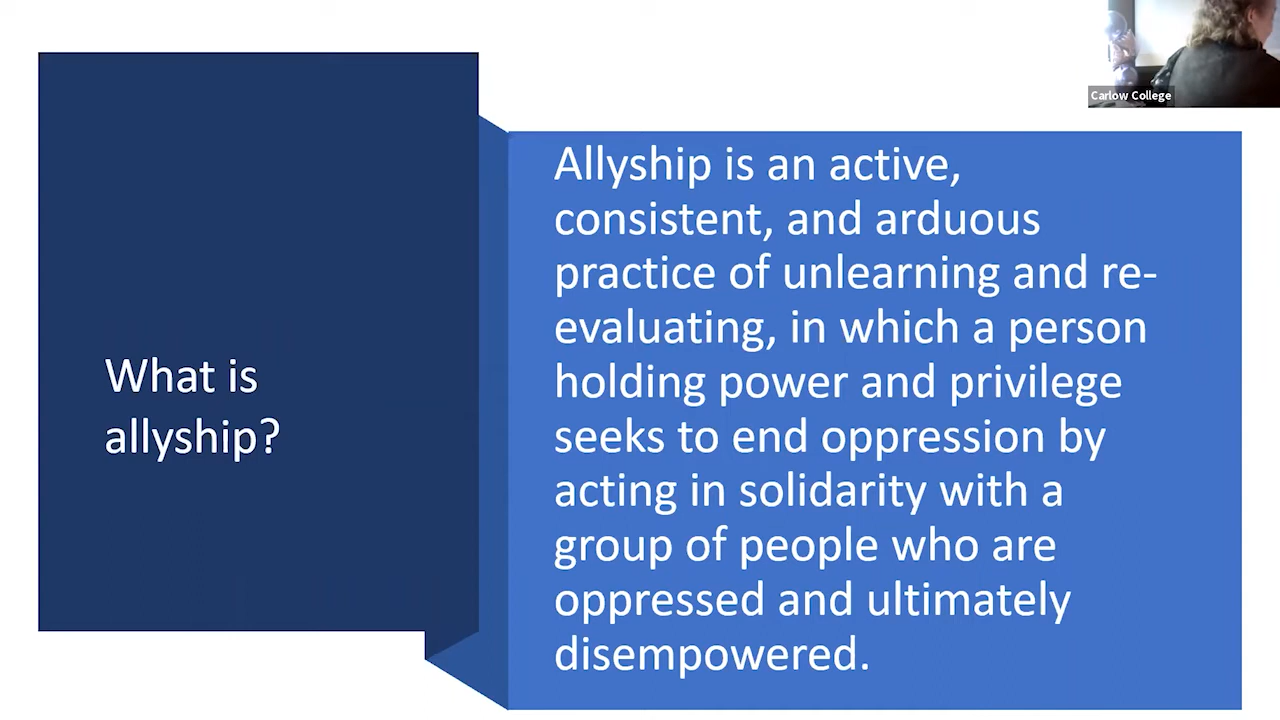 Carlow College
What is
allyship?
Allyship is an active,
consistent, and arduous
practice of unlearning and re-
evaluating, in which a person
holding power and privilege
seeks to end oppression by
acting in solidarity with a
group of people who are
oppressed and ultimately
disempowered.